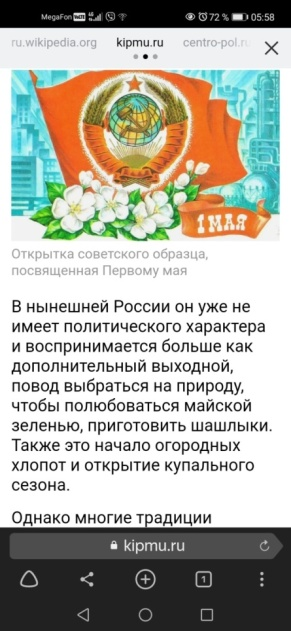 MegaFon VoLTE 4G 72 % 05:58
ru.wikipedia.org kipmu.ru centro-pol.ru
1 МАЯ
Открытка советского образца,
посвященная Первому мая
В нынешней России он уже не
имеет политического характера
и воспринимается больше как
дополнительный выходной,
повод выбраться на природу,
чтобы полюбоваться майской
зеленью, приготовить шашлыки.
Также это начало огородных
хлопот и открытие купального
сезона.
Однако многие традиции
kipmu.ru
1